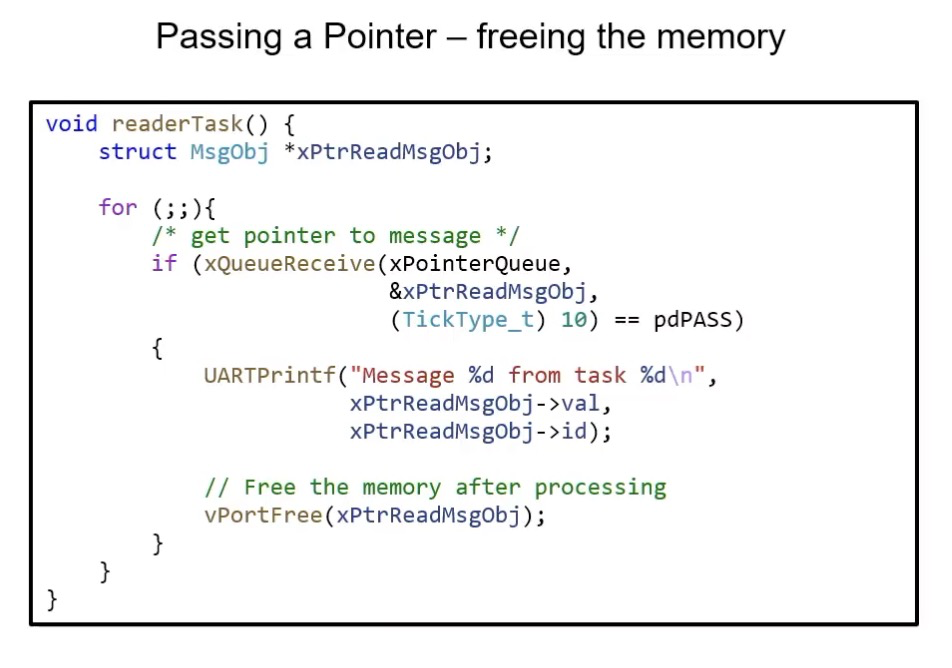 Passing a Pointer – freeing the memory
void readerTask() {
    struct MsgObj *xPtrReadMsgObj;
    for (;;){
        /* get pointer to message */
        if (xQueueReceive(xPointerQueue,
                          &xPtrReadMsgObj,
                          (TickType_t) 10) == pdPASS)
        {
            UARTPrintf("Message %d from task %d\n",
                       xPtrReadMsgObj->val,
                       xPtrReadMsgObj->id);
            // Free the memory after processing
            vPortFree(xPtrReadMsgObj);
        }
    }
}